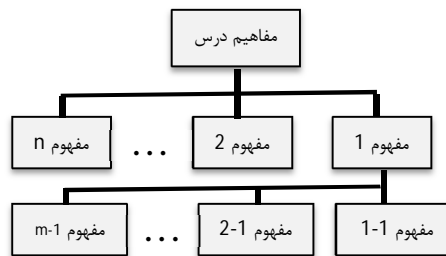 مفاهیم درس
مفهوم 1
مفهوم 2
...
مفهوم n
مفهوم 1-1
مفهوم 2-1
...
مفهوم m-1